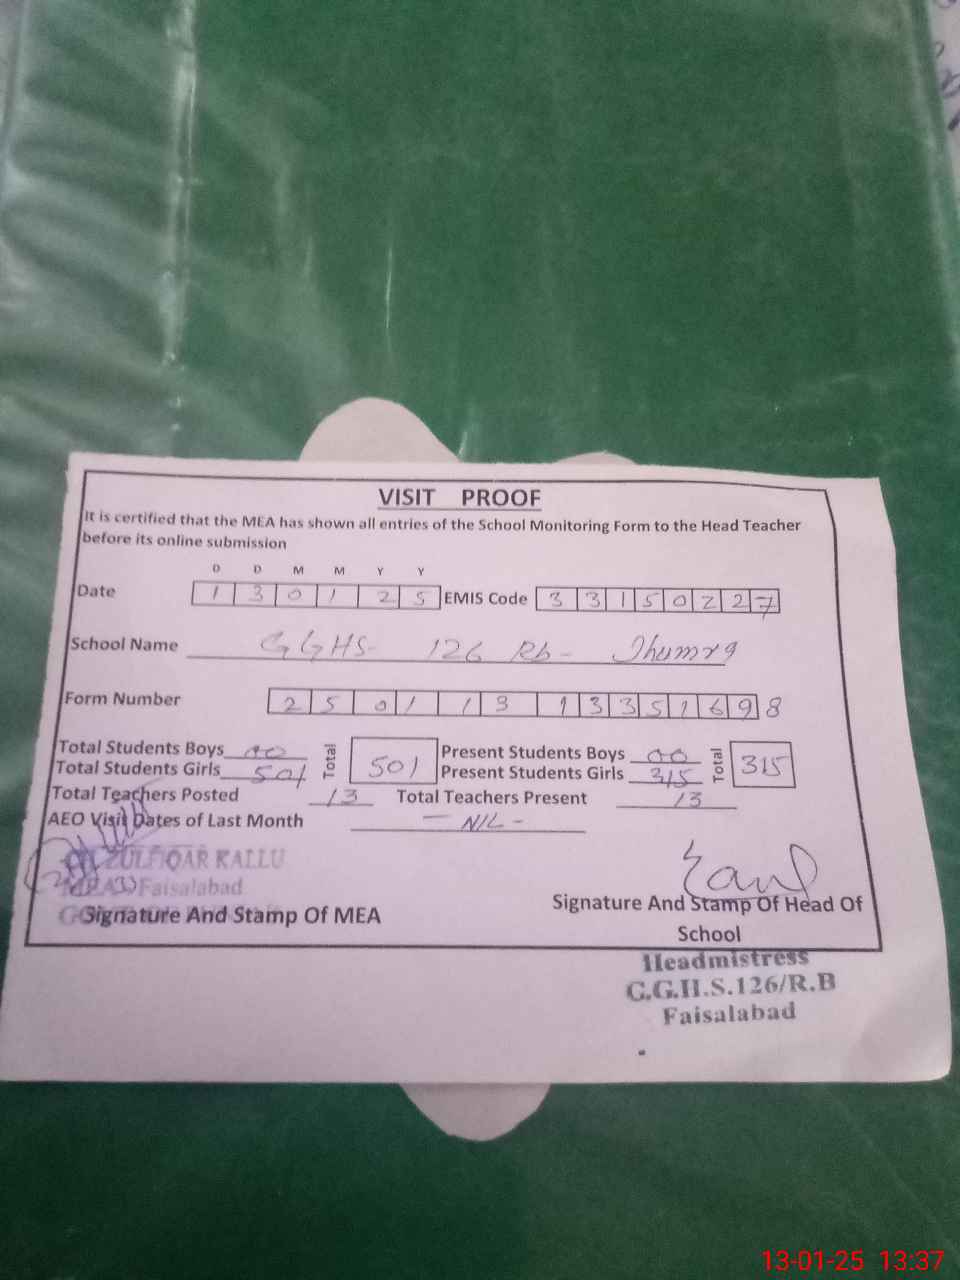 VISIT PROOF
It is certified that the MEA has shown all entries of the School Monitoring Form to the Head Teacher
before its online submission
D D M M Y Y
Date 1 3 0 1 2 5 EMIS Code 3 3 1 5 0 2 2 7
School Name GGHS- 126 Rb- Jhumra
Form Number 2 5 0 1 1 3 1 3 3 5 1 6 9 8
Total Students Boys 00 Total 501 Present Students Boys 00 Total 315
Total Students Girls 501 Present Students Girls 315
Total Teachers Posted 13 Total Teachers Present 13
AEO Visit Dates of Last Month - NIL -
ZULFIQAR KALLU
MEA Faisalabad
Signature And Stamp Of MEA
Signature And Stamp Of Head Of
School
Headmistress
G.G.H.S.126/R.B
Faisalabad
13-01-25 13:37